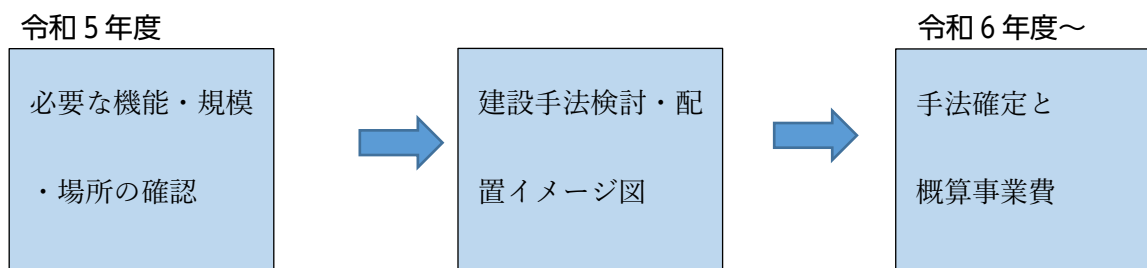 令和５年度
必要な機能・規模
・場所の確認
建設手法検討・配
置イメージ図
令和６年度～
手法確定と
概算事業費